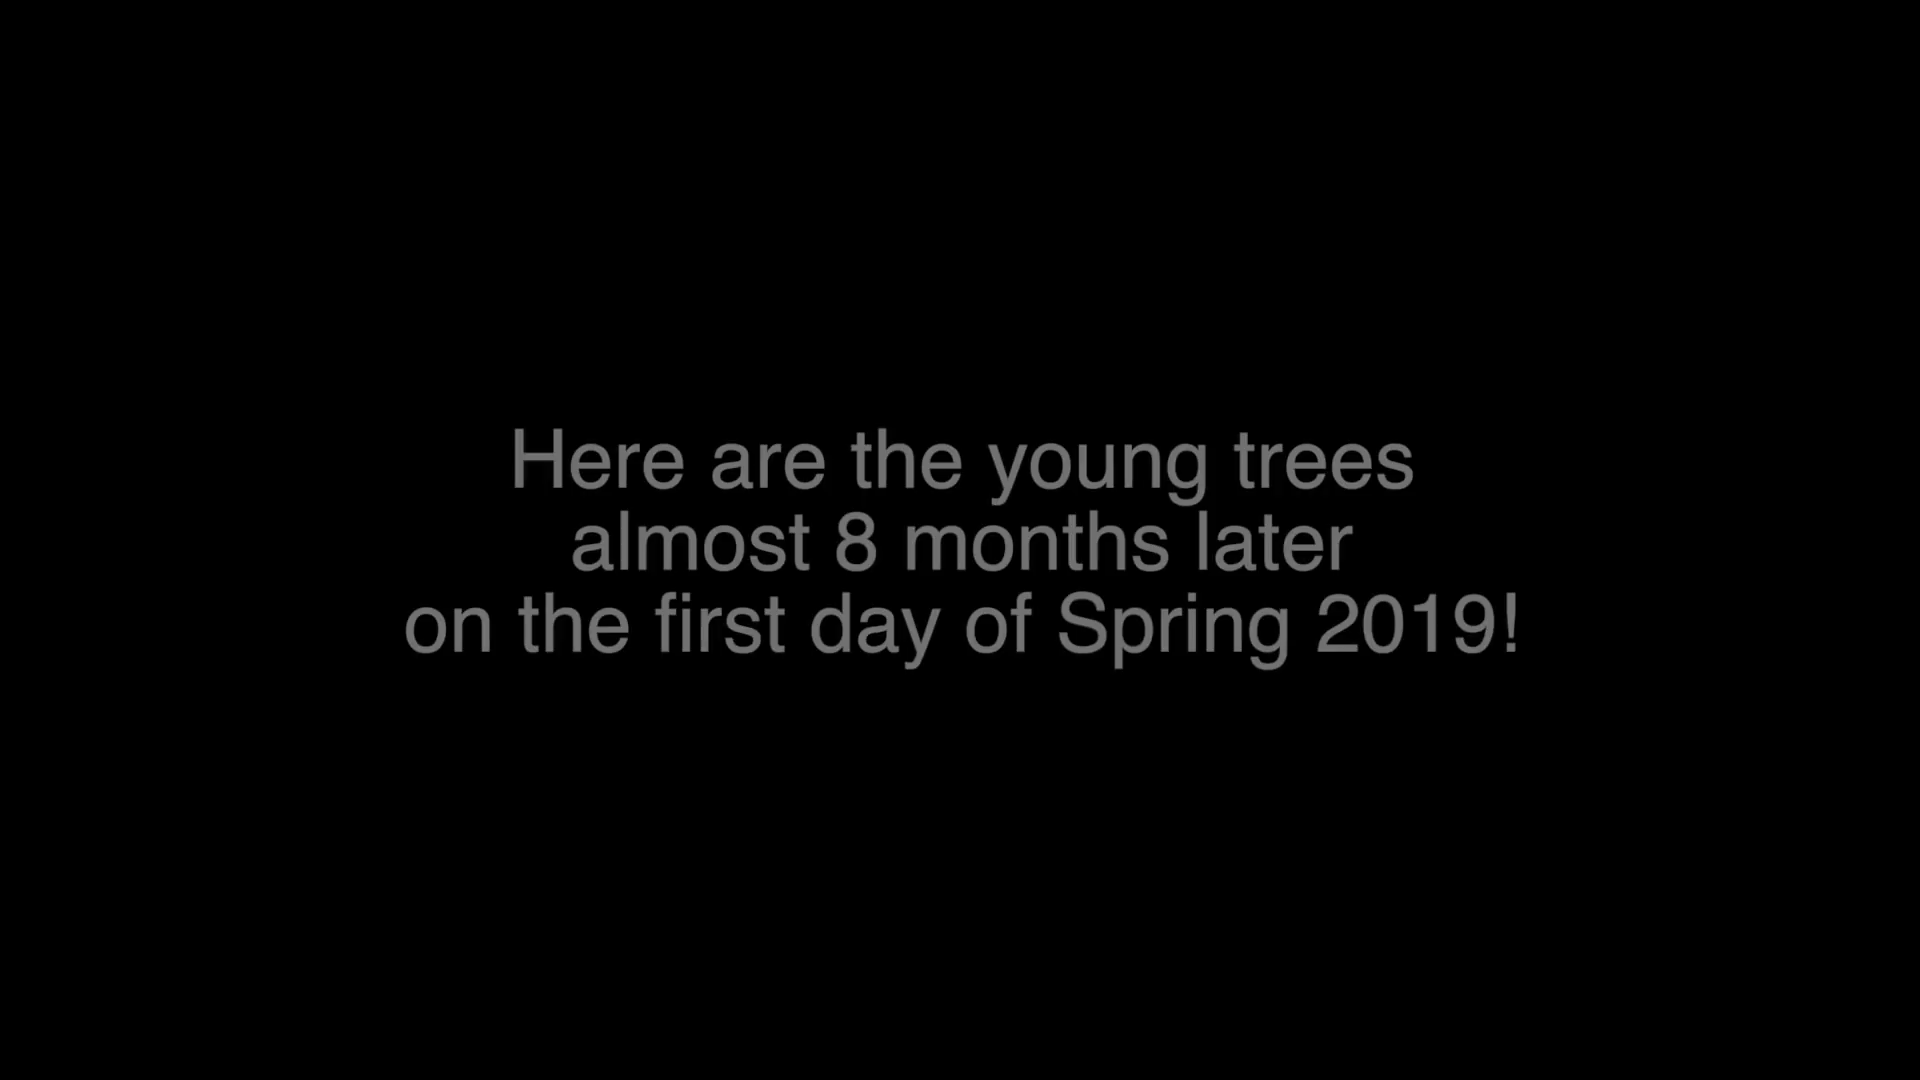 Here are the young trees
almost 8 months later
on the first day of Spring 2019!